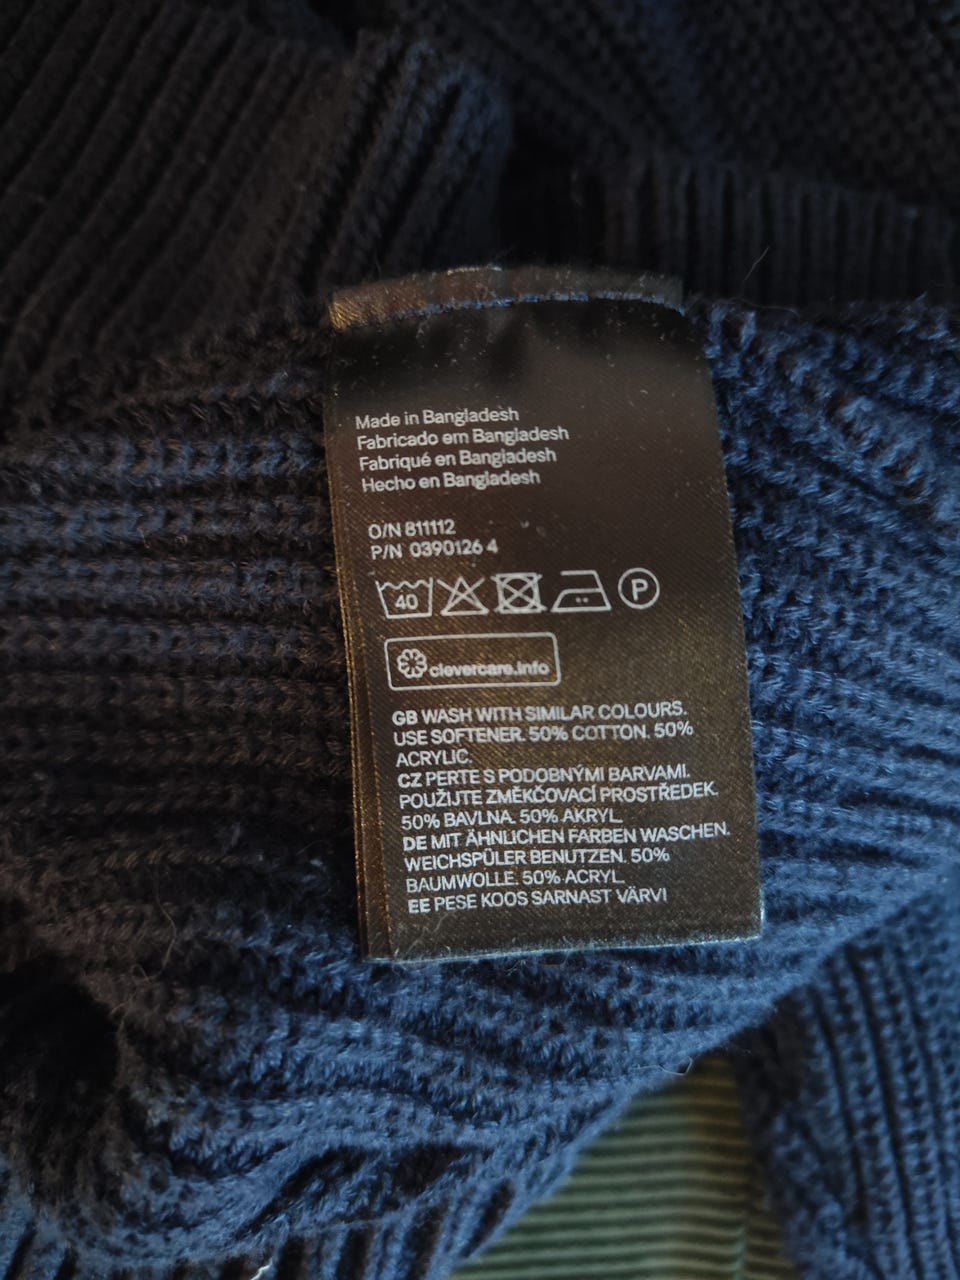 Made in Bangladesh
Fabricado em Bangladesh
Fabriqué en Bangladesh
Hecho en Bangladesh
O/N 811112
P/N 0390126 4
40 P
clevercare.info
GB WASH WITH SIMILAR COLOURS.
USE SOFTENER. 50% COTTON. 50%
ACRYLIC.
CZ PERTE S PODOBNÝMI BARVAMI.
POUŽIJTE ZMĚKČOVACÍ PROSTŘEDEK.
50% BAVLNA. 50% AKRYL.
DE MIT ÄHNLICHEN FARBEN WASCHEN.
WEICHSPÜLER BENUTZEN. 50%
BAUMWOLLE. 50% ACRYL.
EE PESE KOOS SARNAST VÄRVI